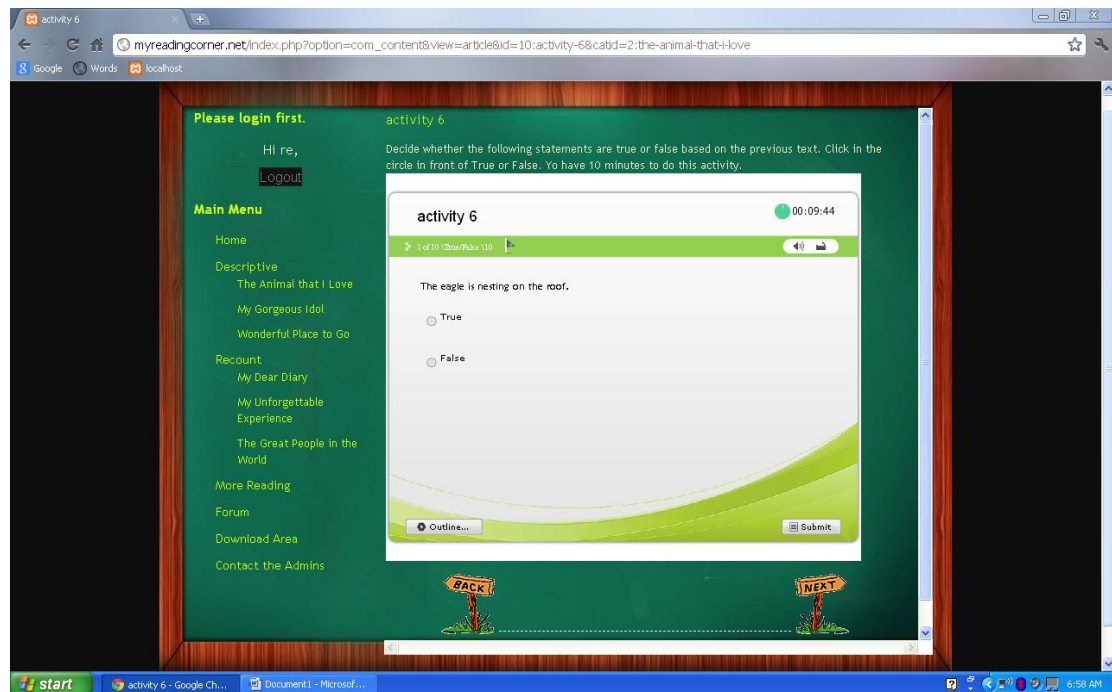 activity 6
myreadingcorner.net/index.php?option=com_content&view=article&id=10:activity-6&catid=2:the-animal-that-i-love
Google Words localhost
Please login first.
Hi re,
Logout
Main Menu
Home
Descriptive
The Animal that I Love
My Gorgeous Idol
Wonderful Place to Go
Recount
My Dear Diary
My Unforgettable
Experience
The Great People in the
World
More Reading
Forum
Download Area
Contact the Admins
activity 6
Decide whether the following statements are true or false based on the previous text. Click in the
circle in front of True or False. Yo have 10 minutes to do this activity.
activity 6
00:09:44
1 of 10 \True/False \10
The eagle is nesting on the roof.
True
False
Outline...
Submit
BACK
NEXT
start
activity 6 - Google Ch...
Document1 - Microsof...
6:58 AM